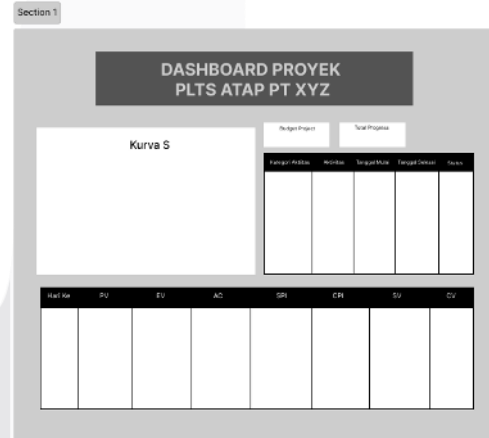 Section 1
DASHBOARD PROYEK
PLTS ATAP PT XYZ
Kurva S
Budget Project
Total Progress
Kategori Aktifitas Aktivitas Tanggal Mulai Tanggal Selesai Status
Hari Ke PV EV AC SPI CPI SV CV